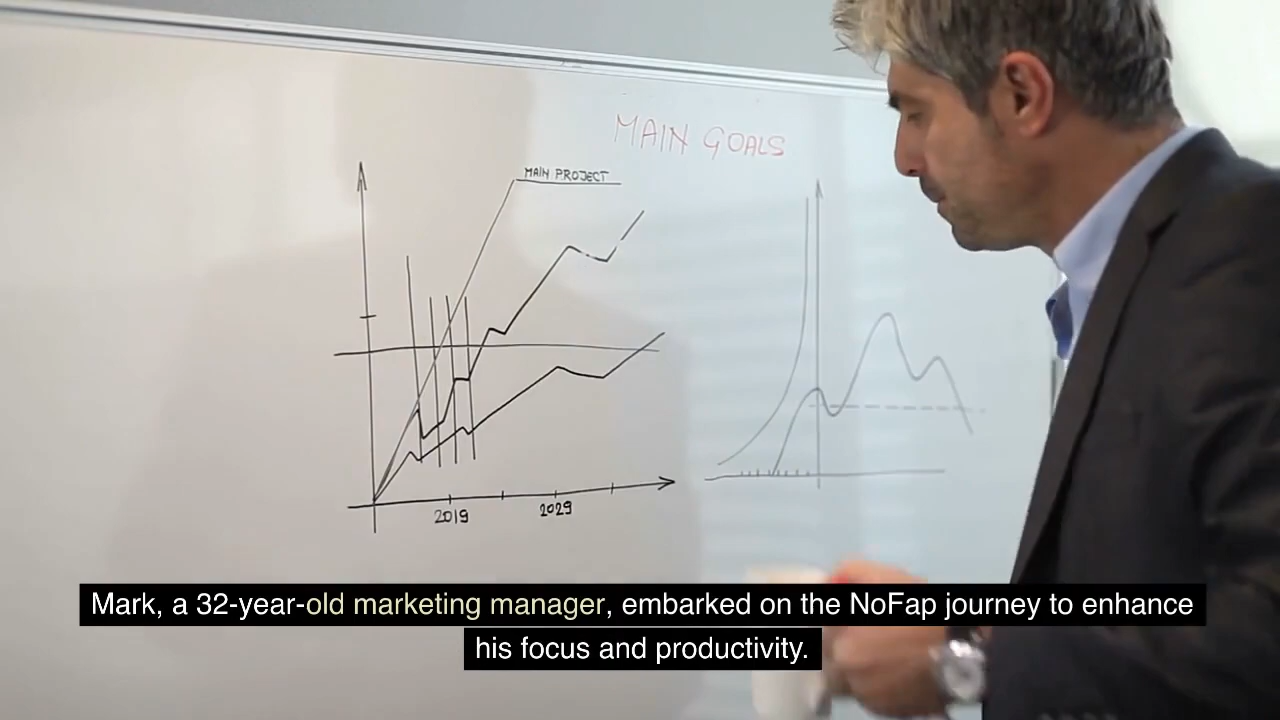 MAIN GOALS
MAIN PROJECT
2019
2029
Mark, a 32-year-old marketing manager, embarked on the NoFap journey to enhance
his focus and productivity.